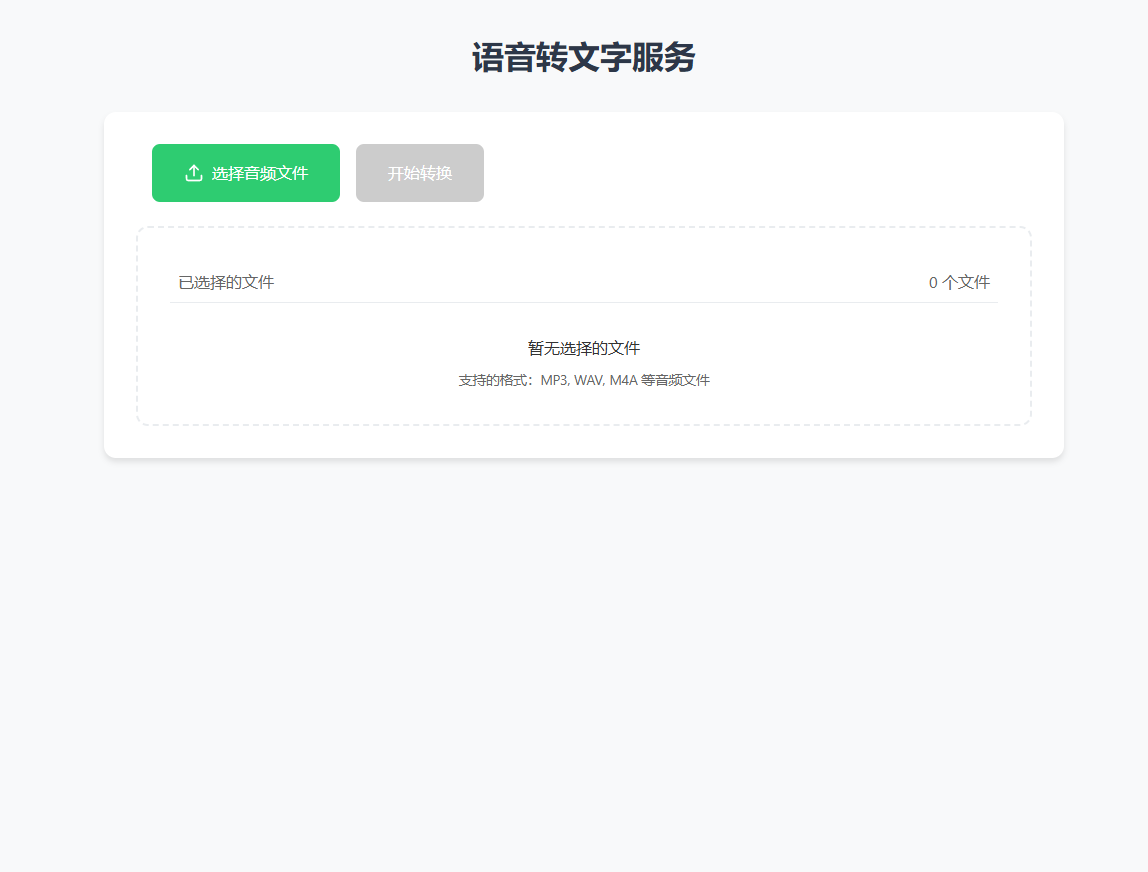 语音转文字服务
选择音频文件
开始转换
已选择的文件
0 个文件
暂无选择的文件
支持的格式：MP3, WAV, M4A 等音频文件